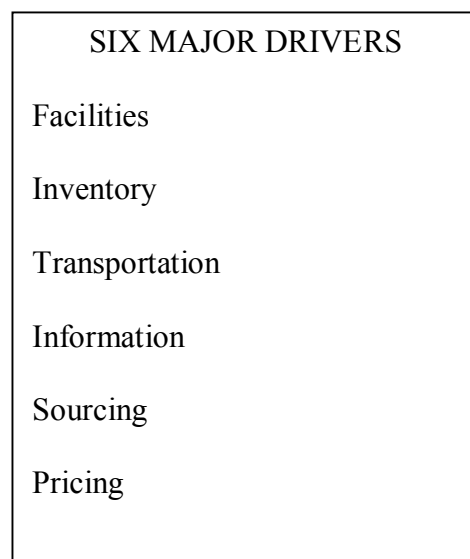 SIX MAJOR DRIVERS
Facilities
Inventory
Transportation
Information
Sourcing
Pricing